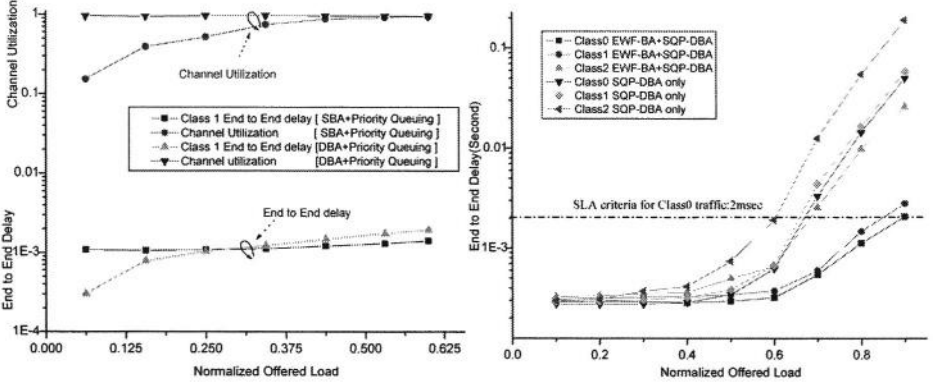 Channel Utilization
End to End Delay
1
0.1
0.01
1E-3
1E-4
Channel Utilization
Class 1 End to End delay [ SBA+Priority Queuing ]
Channel Utilization [ SBA+Priority Queuing ]
Class 1 End to End delay [DBA+Priority Queuing ]
Channel utilization [DBA+Priority Queuing ]
End to End delay
0.000 0.125 0.250 0.375 0.500 0.625
Normalized Offered Load
End to End Delay(Second)
0.1
0.01
1E-3
Class0 EWF-BA+SQP-DBA
Class1 EWF-BA+SQP-DBA
Class2 EWF-BA+SQP-DBA
Class0 SQP-DBA only
Class1 SQP-DBA only
Class2 SQP-DBA only
SLA criteria for Class0 traffic:2msec
0.0 0.2 0.4 0.6 0.8
Normalized Offered Load